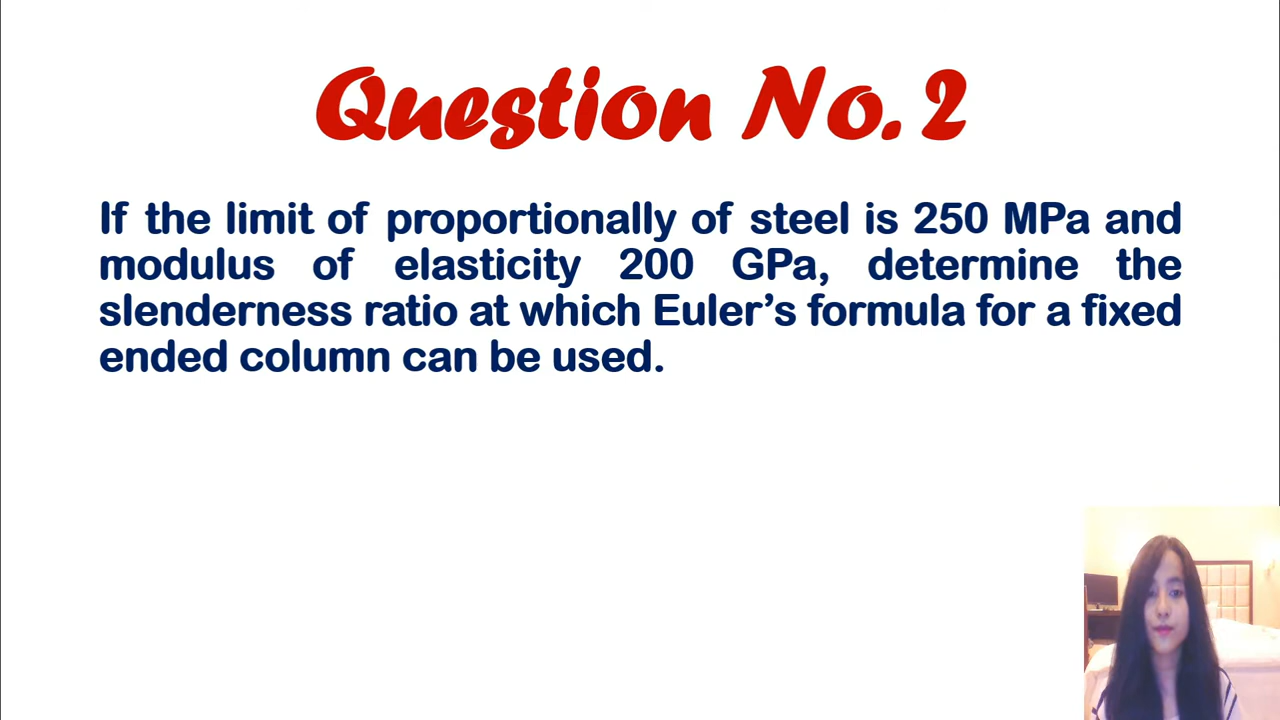 Question No. 2
If the limit of proportionally of steel is 250 MPa and
modulus of elasticity 200 GPa, determine the
slenderness ratio at which Euler’s formula for a fixed
ended column can be used.